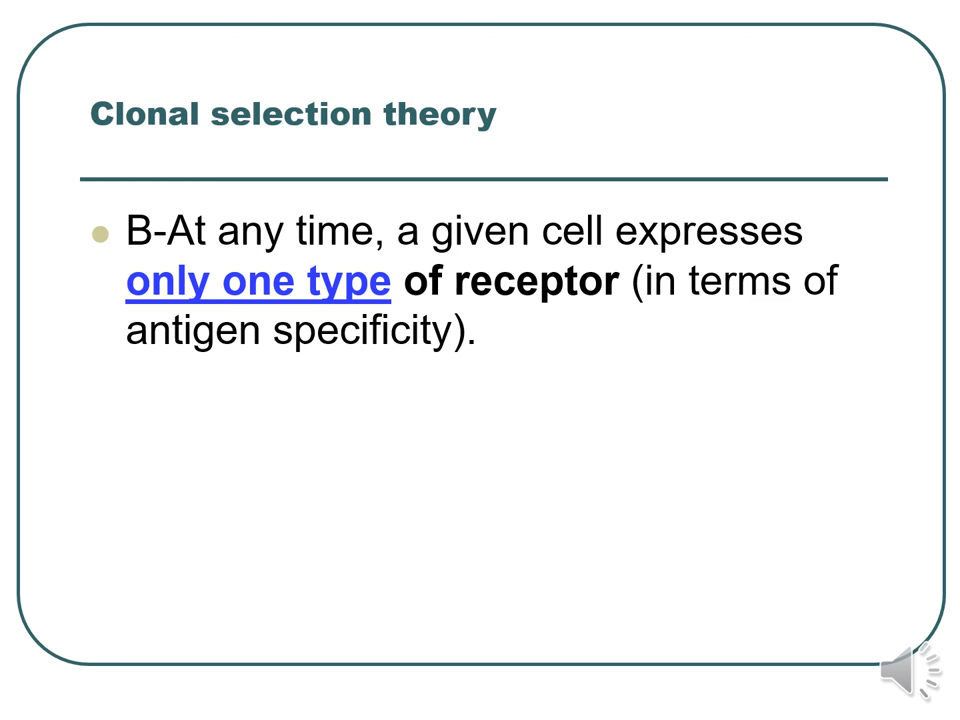 Clonal selection theory
B-At any time, a given cell expresses
only one type of receptor (in terms of
antigen specificity).